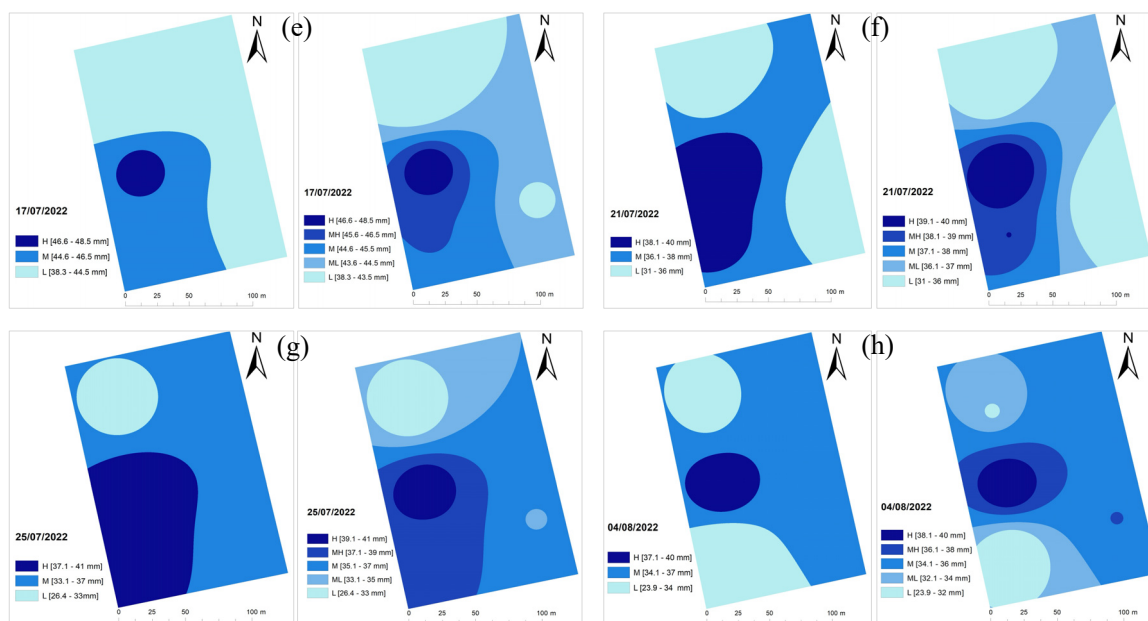 (e)
N
17/07/2022
H [46.6 - 48.5 mm]
M [44.6 - 46.5 mm]
L [38.3 - 44.5 mm]
0 25 50 100 m
N
17/07/2022
H [46.6 - 48.5 mm]
MH [45.6 - 46.5 mm]
M [44.6 - 45.5 mm]
ML [43.6 - 44.5 mm]
L [38.3 - 43.5 mm]
0 25 50 100 m
(f)
N
21/07/2022
H [38.1 - 40 mm]
M [36.1 - 38 mm]
L [31 - 36 mm]
0 25 50 100 m
N
21/07/2022
H [39.1 - 40 mm]
MH [38.1 - 39 mm]
M [37.1 - 38 mm]
ML [36.1 - 37 mm]
L [31 - 36 mm]
0 25 50 100 m
(g)
N
25/07/2022
H [37.1 - 41 mm]
M [33.1 - 37 mm]
L [26.4 - 33mm]
0 25 50 100 m
N
25/07/2022
H [39.1 - 41 mm]
MH [37.1 - 39 mm]
M [35.1 - 37 mm]
ML [33.1 - 35 mm]
L [26.4 - 33 mm]
0 25 50 100 m
(h)
N
04/08/2022
H [37.1 - 40 mm]
M [34.1 - 37 mm]
L [23.9 - 34 mm]
0 25 50 100 m
N
04/08/2022
H [38.1 - 40 mm]
MH [36.1 - 38 mm]
M [34.1 - 36 mm]
ML [32.1 - 34 mm]
L [23.9 - 32 mm]
0 25 50 100 m